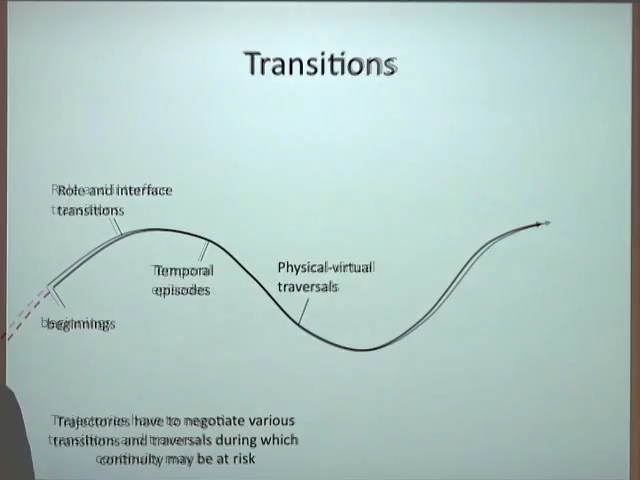 Transitions
Role and interface
transitions
Temporal
episodes
Physical-virtual
traversals
beginnings
Trajectories have to negotiate various
transitions and traversals during which
continuity may be at risk